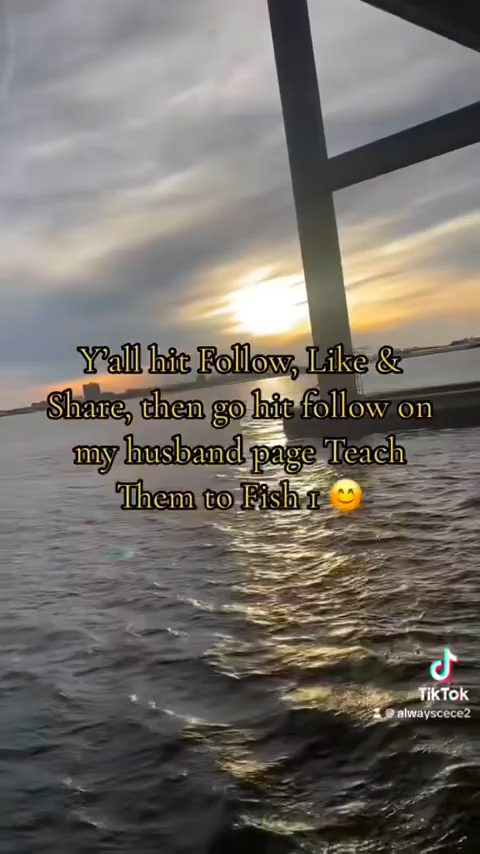 Y'all hit Follow, Like &
Share, then go hit follow on
my husband page Teach
Them to Fish 1 😊
TikTok
@alwayscece2